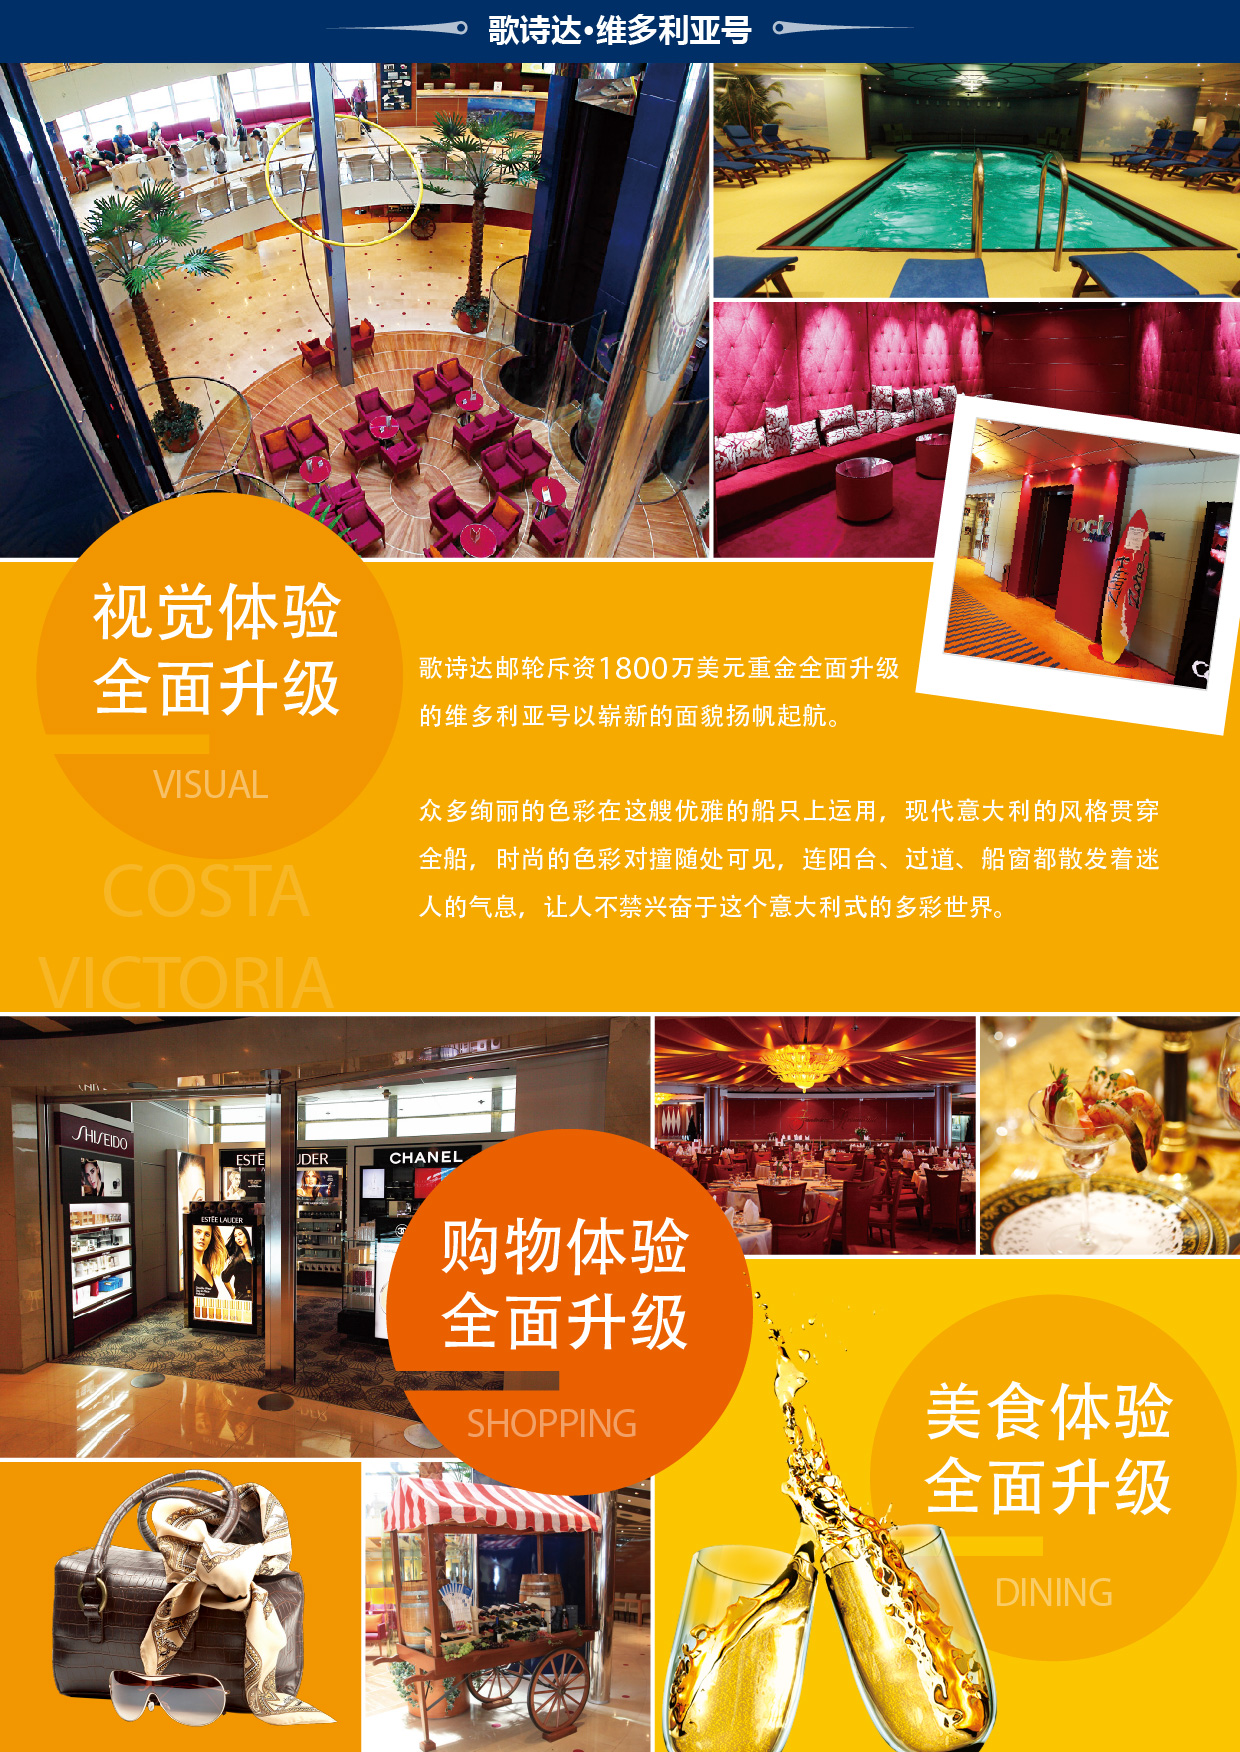 歌诗达·维多利亚号
rock
视觉体验
全面升级
VISUAL
COSTA
VICTORIA
歌诗达邮轮斥资1800万美元重金全面升级
的维多利亚号以崭新的面貌扬帆起航。
众多绚丽的色彩在这艘优雅的船只上运用，现代意大利的风格贯穿
全船，时尚的色彩对撞随处可见，连阳台、过道、船窗都散发着迷
人的气息，让人不禁兴奋于这个意大利式的多彩世界。
SHISEIDO
ESTĒE LAUDER
CHANEL
ESTĒE LAUDER
购物体验
全面升级
SHOPPING
美食体验
全面升级
DINING